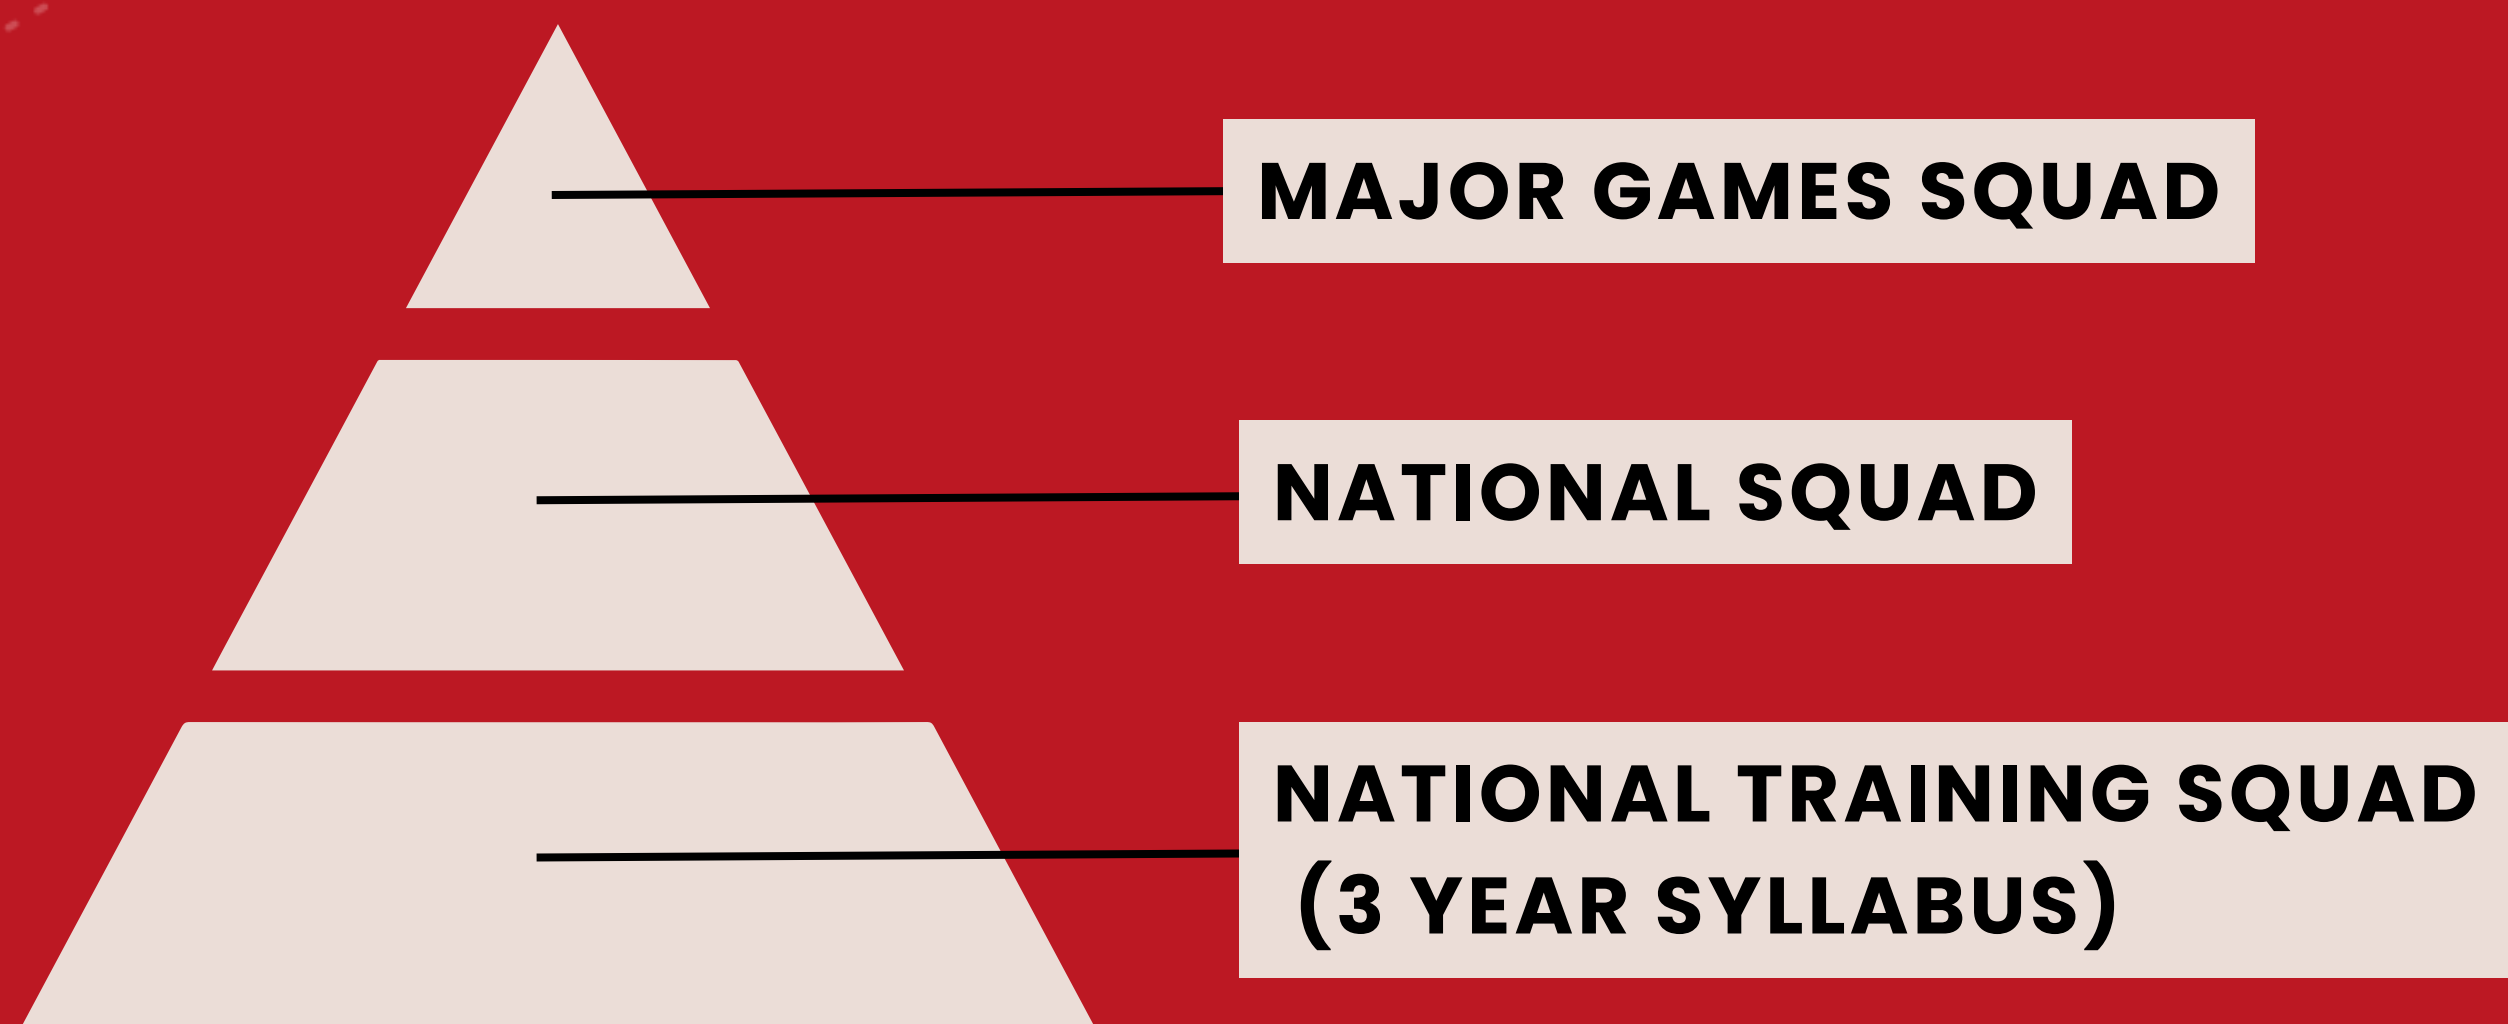 MAJOR GAMES SQUAD
NATIONAL SQUAD
NATIONAL TRAINING SQUAD
(3 YEAR SYLLABUS)